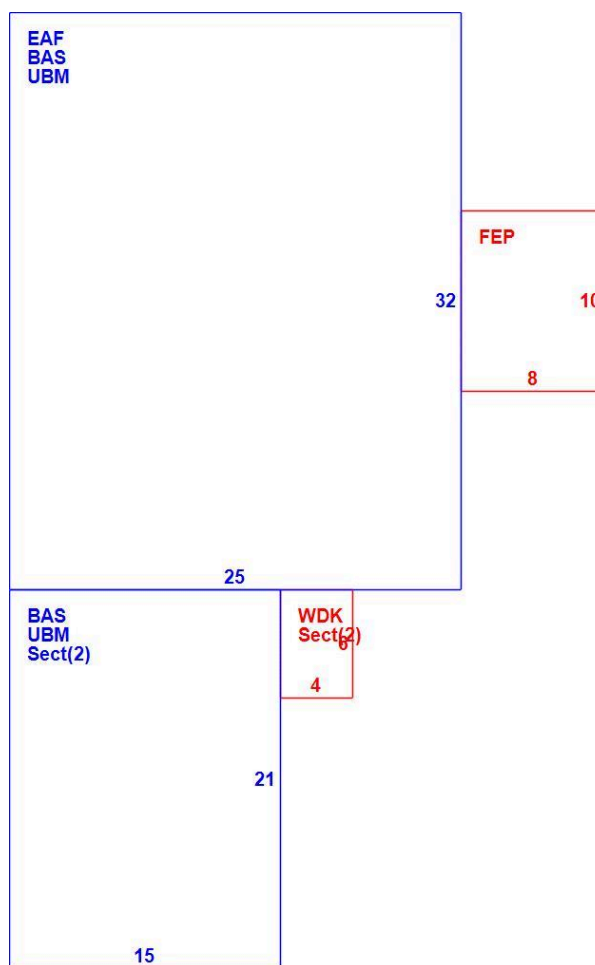 EAF
BAS
UBM
FEP
32
10
8
25
BAS
UBM
Sect(2)
WDK
Sect(2)
6
4
21
15